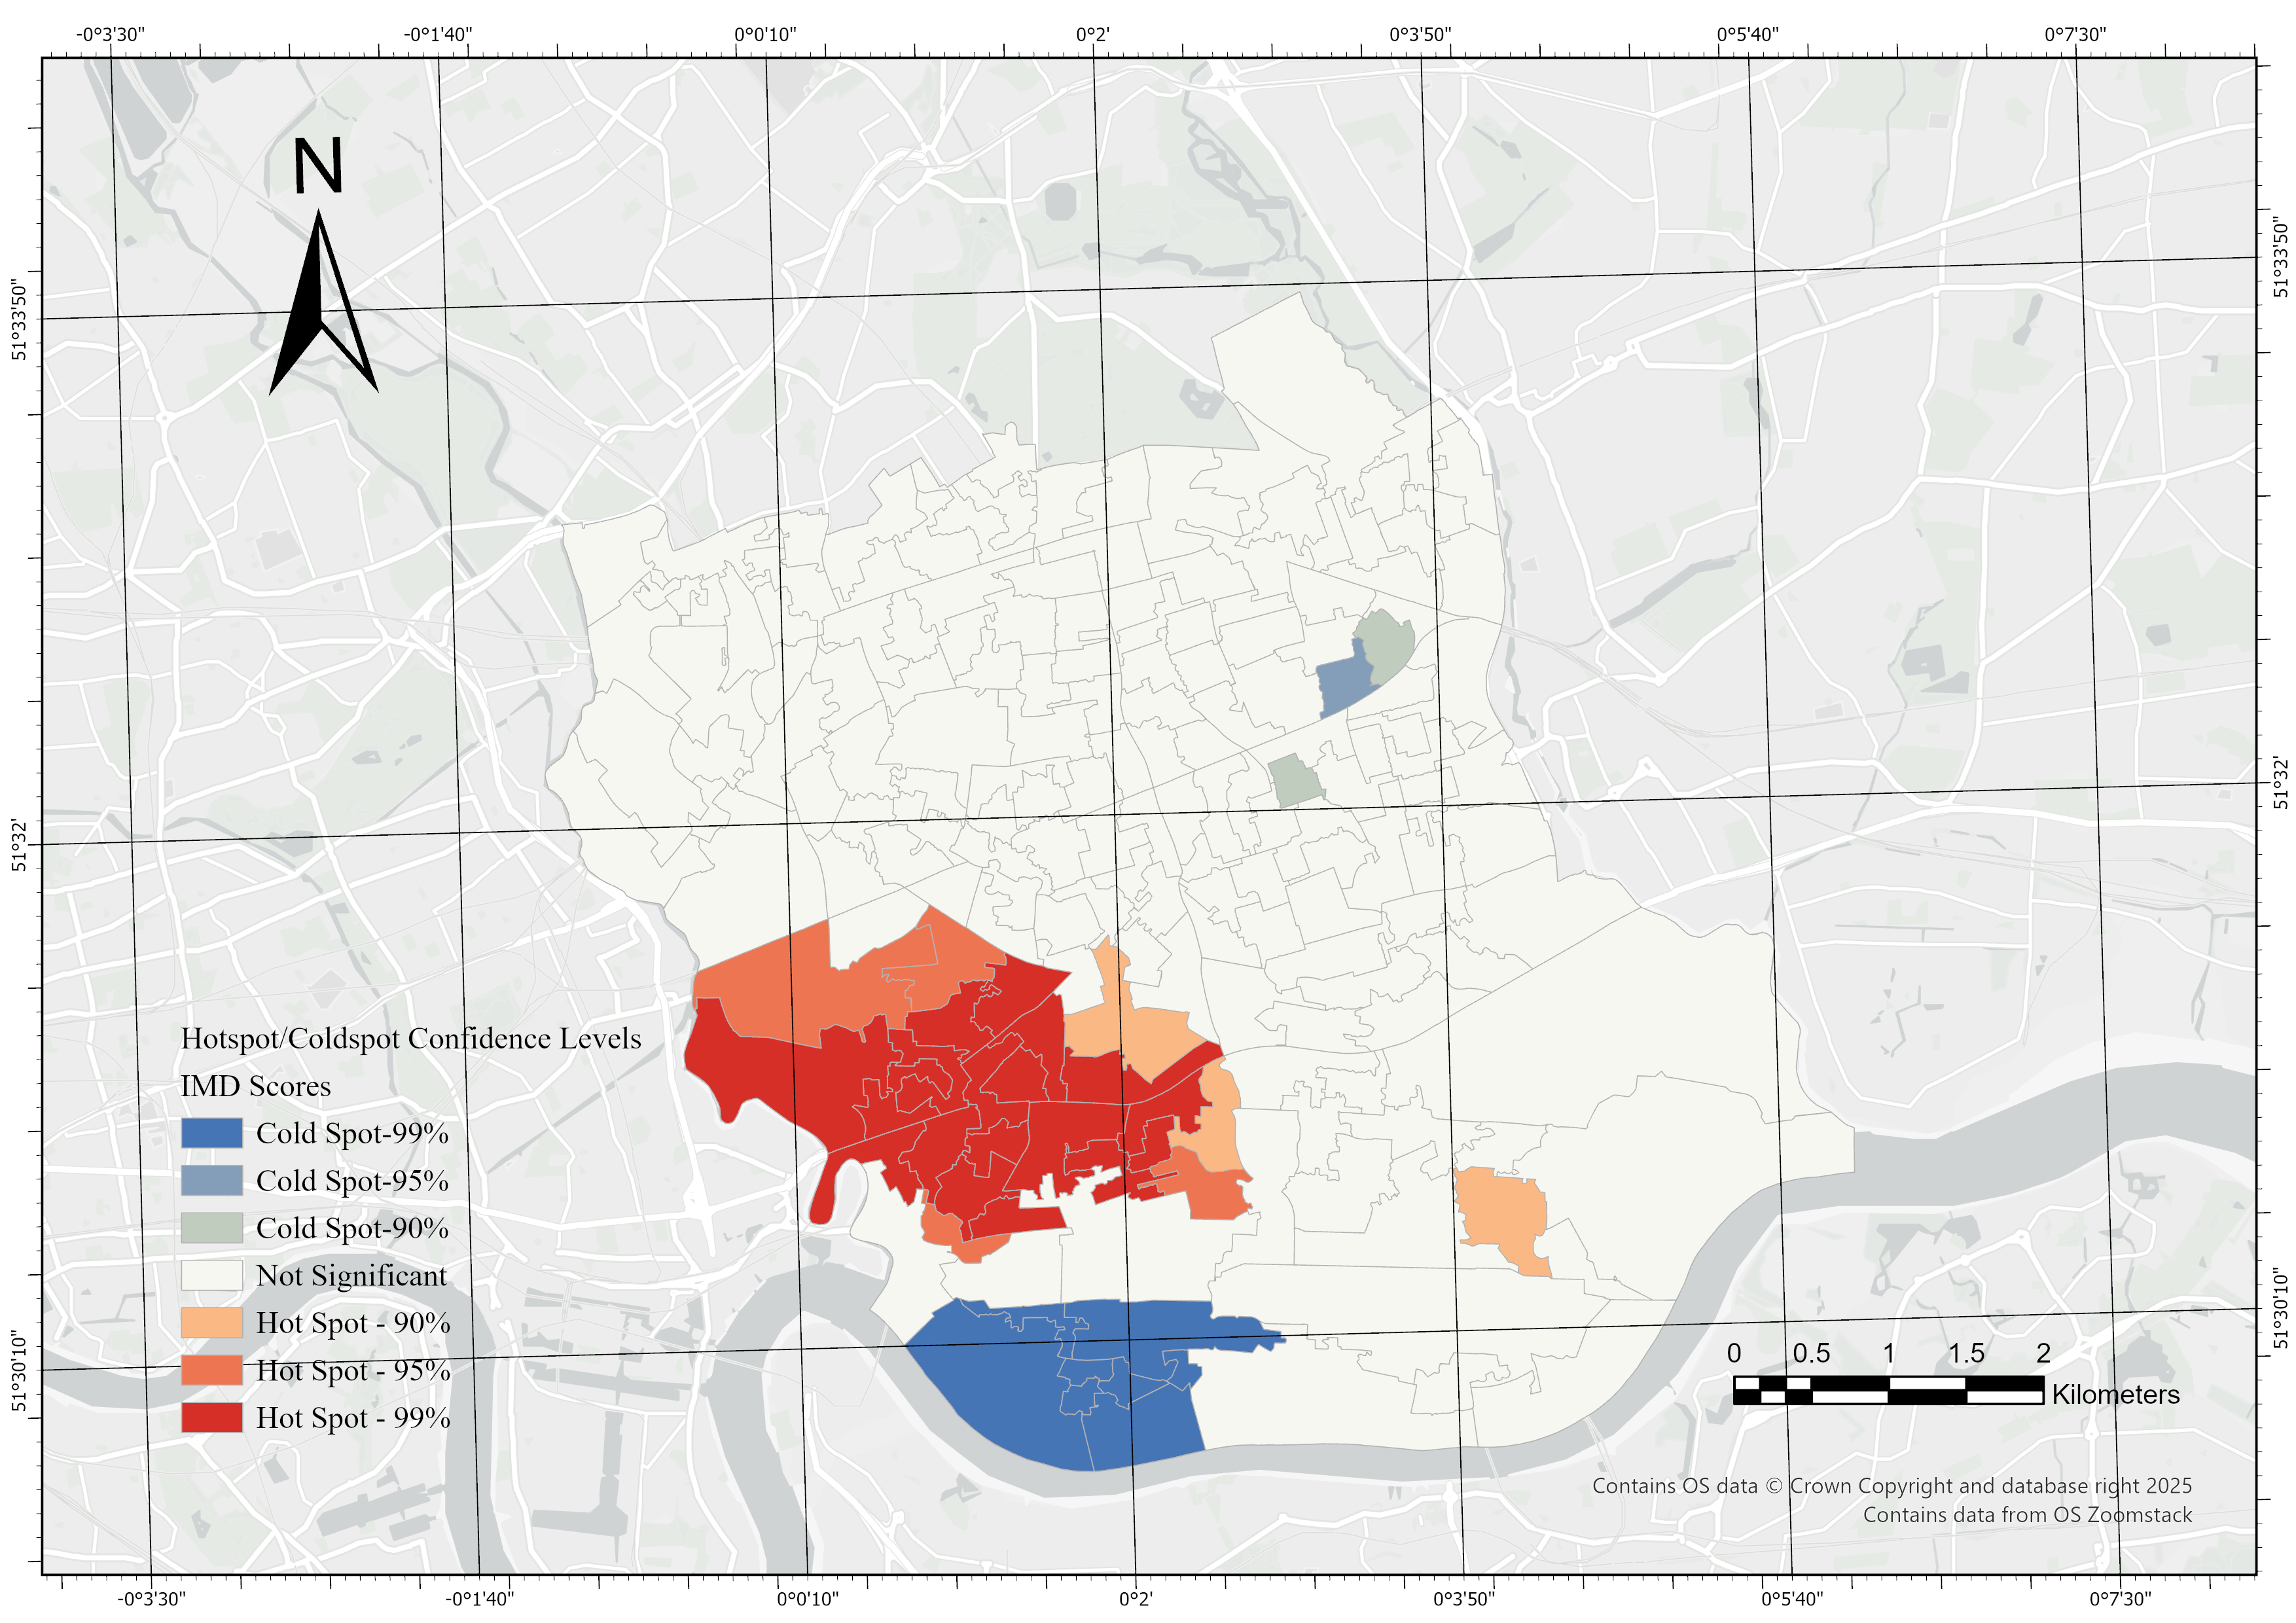 -0°3'30" -0°1'40" 0°0'10" 0°2' 0°3'50" 0°5'40" 0°7'30"
N
51°33'50"
51°33'50"
51°32'
51°32'
Hotspot/Coldspot Confidence Levels
IMD Scores
Cold Spot-99%
Cold Spot-95%
Cold Spot-90%
Not Significant
Hot Spot - 90%
Hot Spot - 95%
Hot Spot - 99%
51°30'10"
51°30'10"
0 0.5 1 1.5 2
Kilometers
Contains OS data © Crown Copyright and database right 2025
Contains data from OS Zoomstack
-0°3'30" -0°1'40" 0°0'10" 0°2' 0°3'50" 0°5'40" 0°7'30"